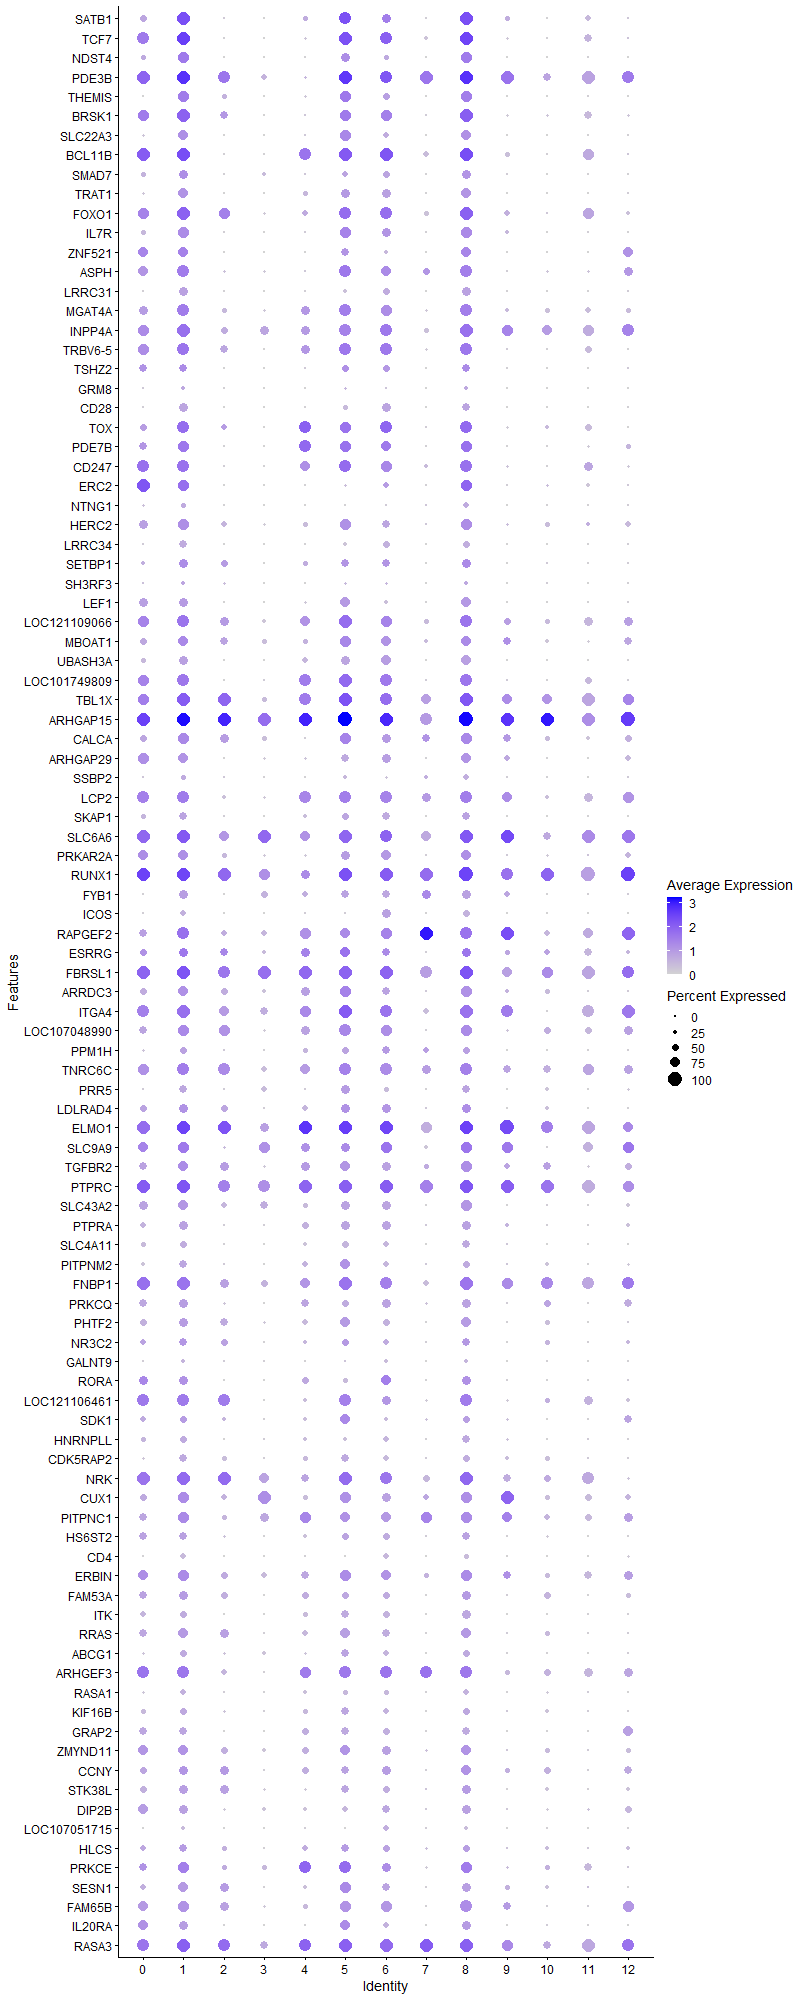 SATB1
TCF7
NDST4
PDE3B
THEMIS
BRSK1
SLC22A3
BCL11B
SMAD7
TRAT1
FOXO1
IL7R
ZNF521
ASPH
LRRC31
MGAT4A
INPP4A
TRBV6-5
TSHZ2
GRM8
CD28
TOX
PDE7B
CD247
ERC2
NTNG1
HERC2
LRRC34
SETBP1
SH3RF3
LEF1
LOC121109066
MBOAT1
UBASH3A
LOC101749809
TBL1X
ARHGAP15
CALCA
ARHGAP29
SSBP2
LCP2
SKAP1
SLC6A6
PRKAR2A
RUNX1
FYB1
ICOS
RAPGEF2
ESRRG
FBRSL1
ARRDC3
ITGA4
LOC107048990
PPM1H
TNRC6C
PRR5
LDLRAD4
ELMO1
SLC9A9
TGFBR2
PTPRC
SLC43A2
PTPRA
SLC4A11
PITPNM2
FNBP1
PRKCQ
PHTF2
NR3C2
GALNT9
RORA
LOC121106461
SDK1
HNRNPLL
CDK5RAP2
NRK
CUX1
PITPNC1
HS6ST2
CD4
ERBIN
FAM53A
ITK
RRAS
ABCG1
ARHGEF3
RASA1
KIF16B
GRAP2
ZMYND11
CCNY
STK38L
DIP2B
LOC107051715
HLCS
PRKCE
SESN1
FAM65B
IL20RA
RASA3
Features
0 1 2 3 4 5 6 7 8 9 10 11 12
Identity
Average Expression
3
2
1
0
Percent Expressed
0
25
50
75
100